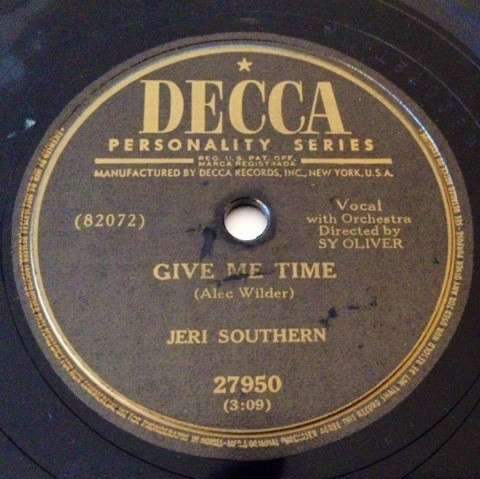 DECCA
PERSONALITY SERIES
REG. U.S. PAT. OFF.
MARCA REGISTRADA
MANUFACTURED BY DECCA RECORDS, INC., NEW YORK, U.S.A.
(82072)
Vocal
with Orchestra
Directed by
SY OLIVER
GIVE ME TIME
(Alec Wilder)
JERI SOUTHERN
27950
(3:09)